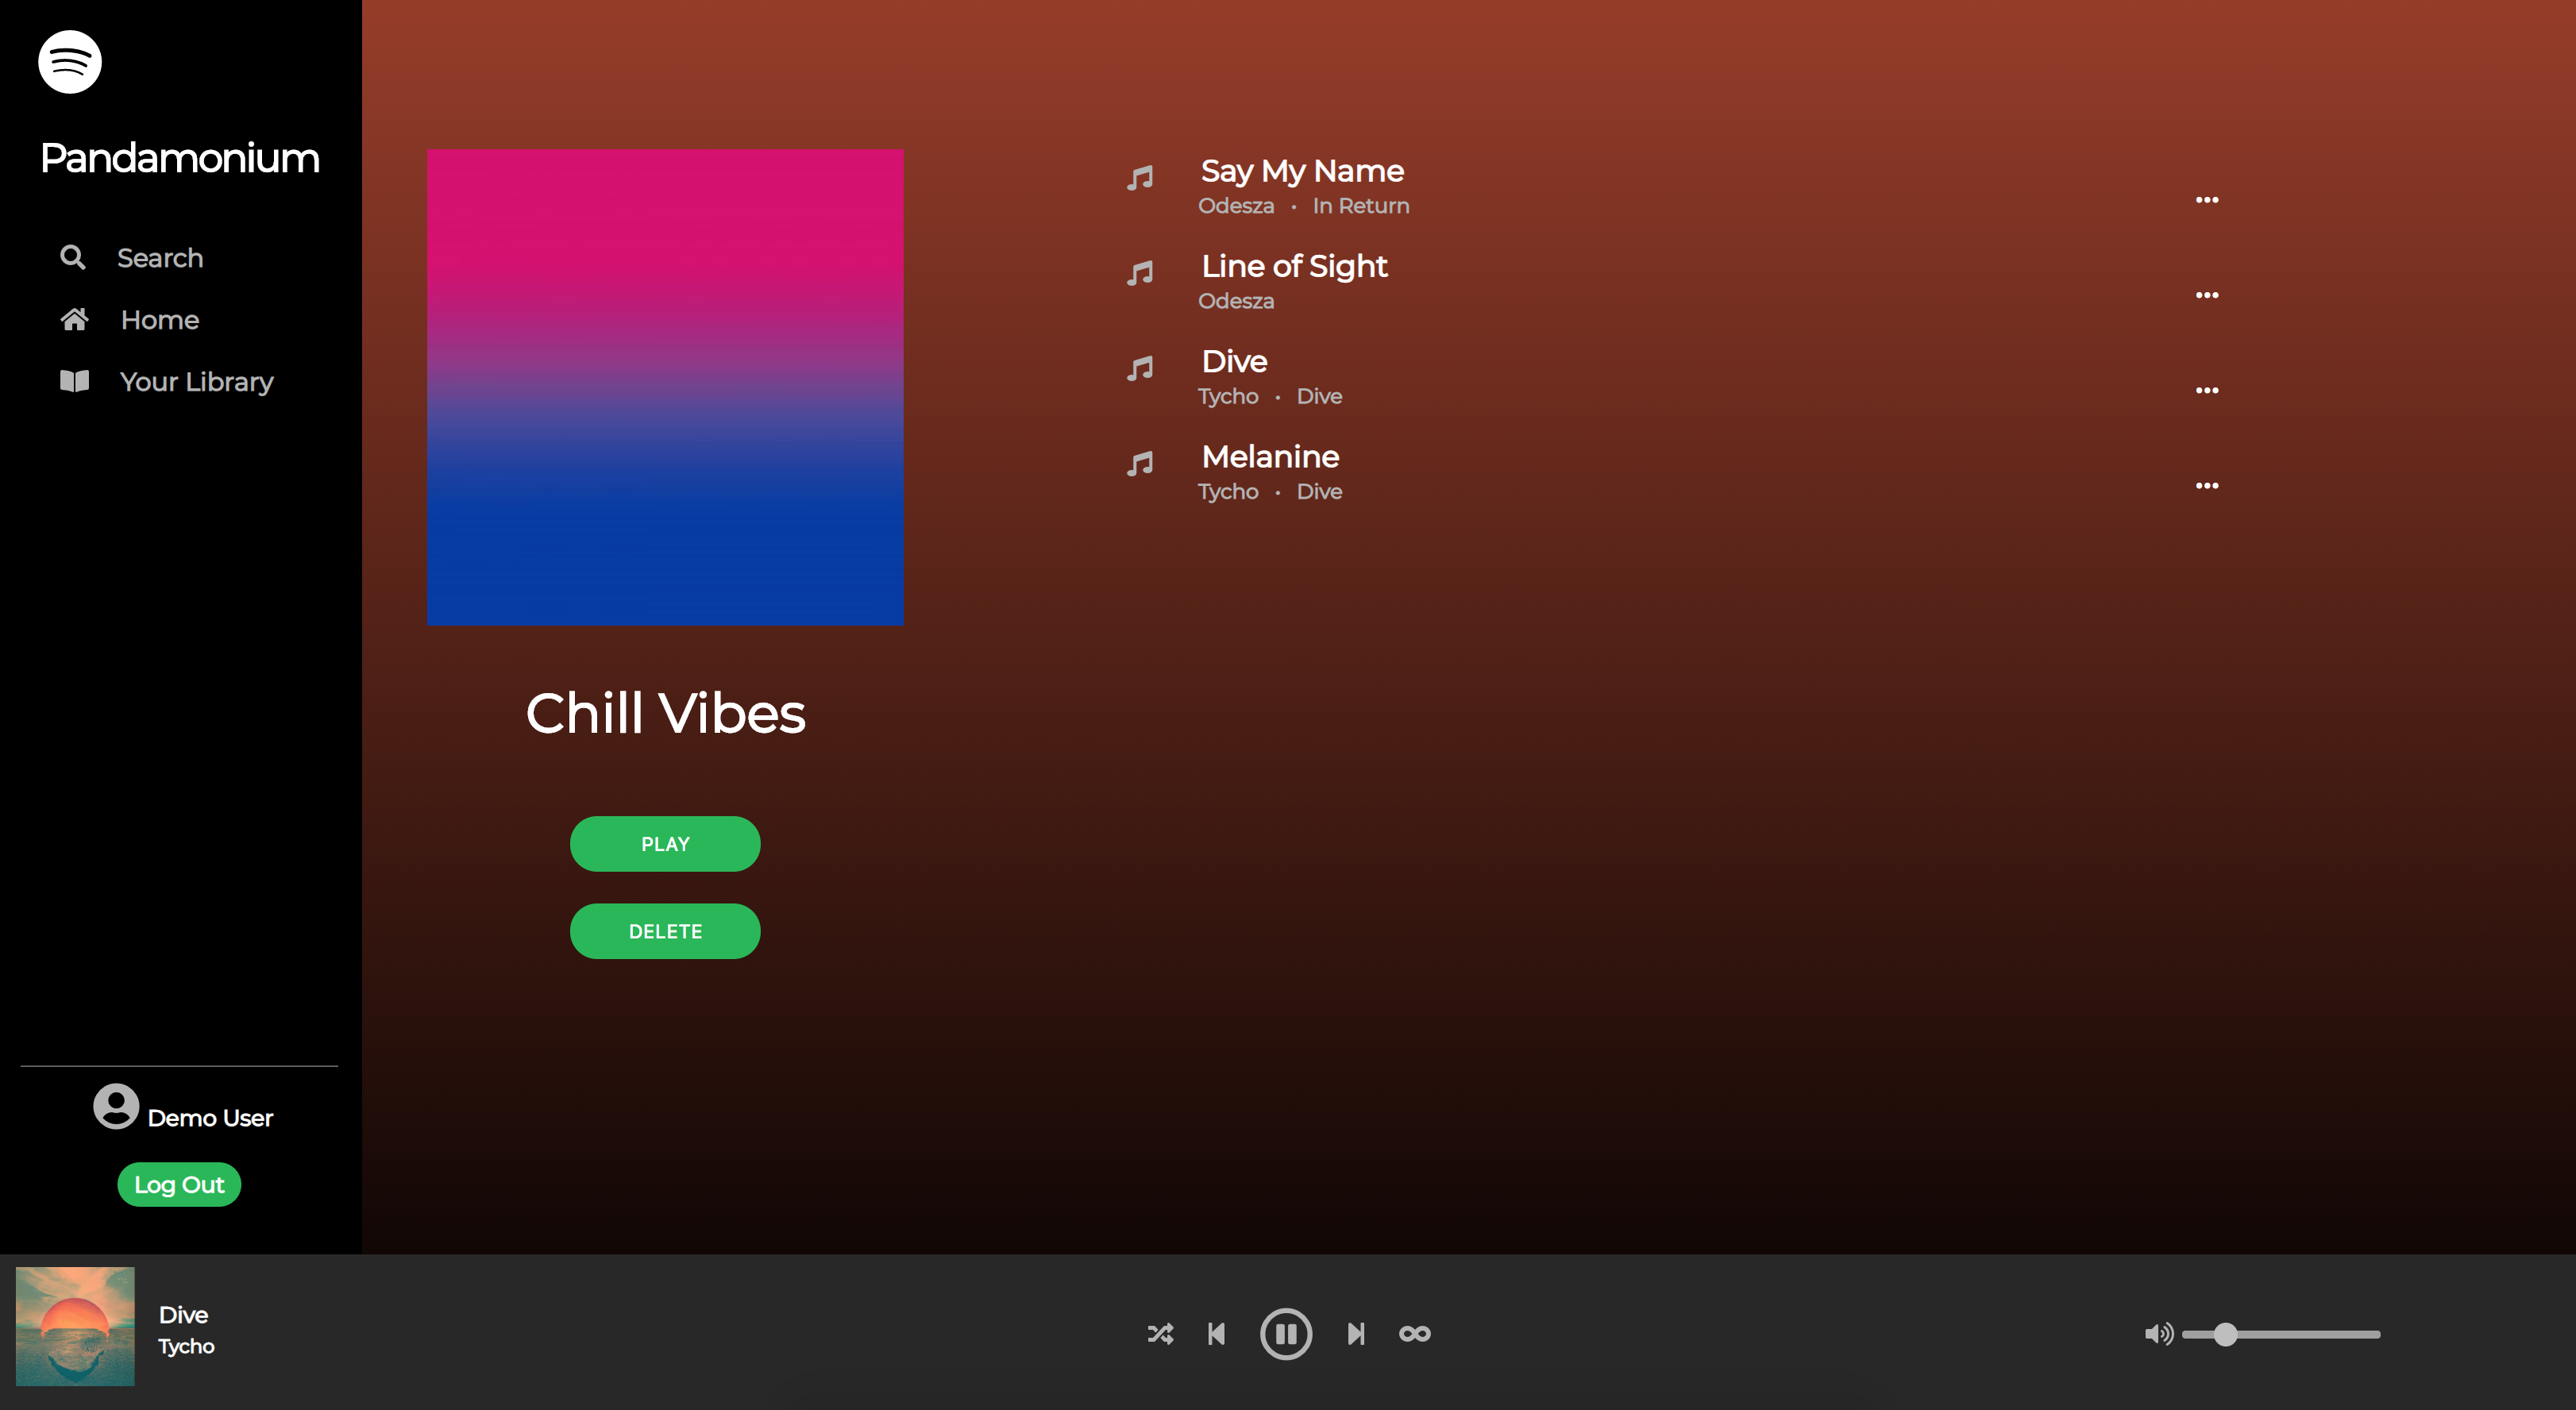 Pandamonium
Search
Home
Your Library
Demo User
Log Out
Chill Vibes
PLAY
DELETE
Say My Name
Odesza • In Return
Line of Sight
Odesza
Dive
Tycho • Dive
Melanine
Tycho • Dive
Dive
Tycho